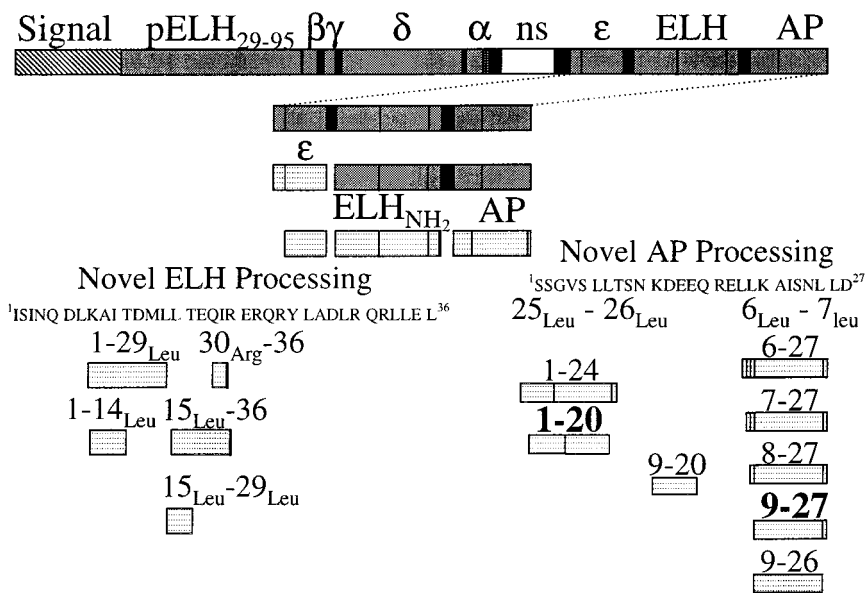 Signal pELH29-95 βγ δ α ns ε ELH AP
ε
ELHNH2 AP
Novel ELH Processing
1ISINQ DLKAI TDMLL TEQIR ERQRY LADLR QRLLE L36
1-29Leu 30Arg-36
1-14Leu 15Leu-36
15Leu-29Leu
Novel AP Processing
1SSGVS LLTSN KDEEQ RELLK AISNL LD27
25Leu - 26Leu 6Leu - 7leu
6-27
1-24
7-27
1-20
8-27
9-20
9-27
9-26